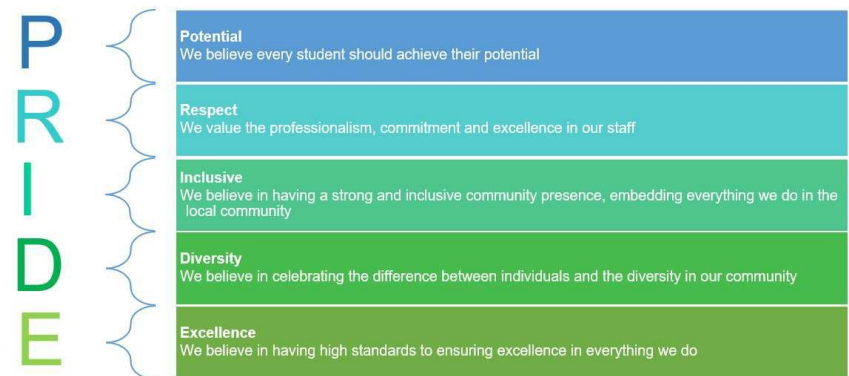 P
Potential
We believe every student should achieve their potential
R
Respect
We value the professionalism, commitment and excellence in our staff
I
Inclusive
We believe in having a strong and inclusive community presence, embedding everything we do in the
local community
D
Diversity
We believe in celebrating the difference between individuals and the diversity in our community
E
Excellence
We believe in having high standards to ensuring excellence in everything we do